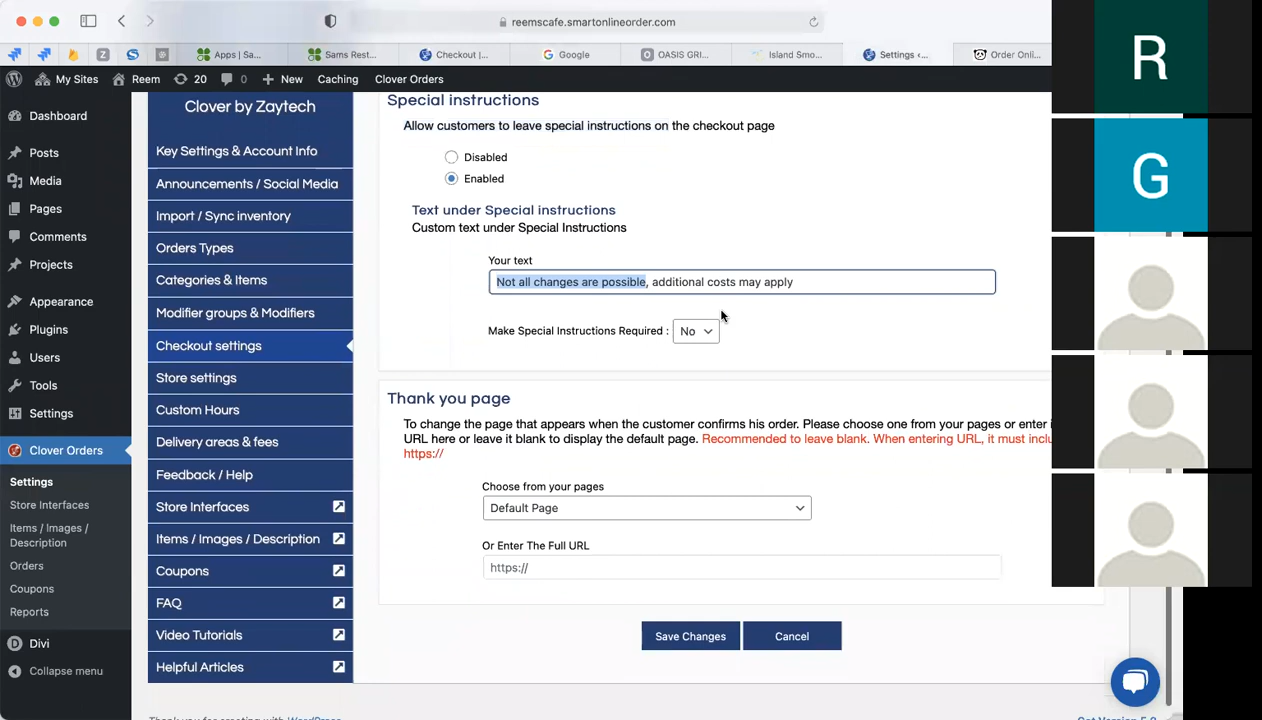 reemscafe.smartonlineorder.com
Apps | Sa...
Sams Rest...
Checkout |...
Google
OASIS GRI...
Island Smo...
Settings ‹...
Order Onli...
My Sites
Reem
20
0
New
Caching
Clover Orders
Dashboard
Posts
Media
Pages
Comments
Projects
Appearance
Plugins
Users
Tools
Settings
Clover Orders
Settings
Store Interfaces
Items / Images /
Description
Orders
Coupons
Reports
Divi
Collapse menu
Clover by Zaytech
Key Settings & Account Info
Announcements / Social Media
Import / Sync inventory
Orders Types
Categories & Items
Modifier groups & Modifiers
Checkout settings
Store settings
Custom Hours
Delivery areas & fees
Feedback / Help
Store Interfaces
Items / Images / Description
Coupons
FAQ
Video Tutorials
Helpful Articles
Special instructions
Allow customers to leave special instructions on the checkout page
Disabled
Enabled
Text under Special instructions
Custom text under Special Instructions
Your text
Not all changes are possible, additional costs may apply
Make Special Instructions Required :
No
Thank you page
To change the page that appears when the customer confirms his order. Please choose one from your pages or enter
URL here or leave it blank to display the default page. Recommended to leave blank. When entering URL, it must
https://
Choose from your pages
Default Page
Or Enter The Full URL
https://
Save Changes
Cancel
R
G